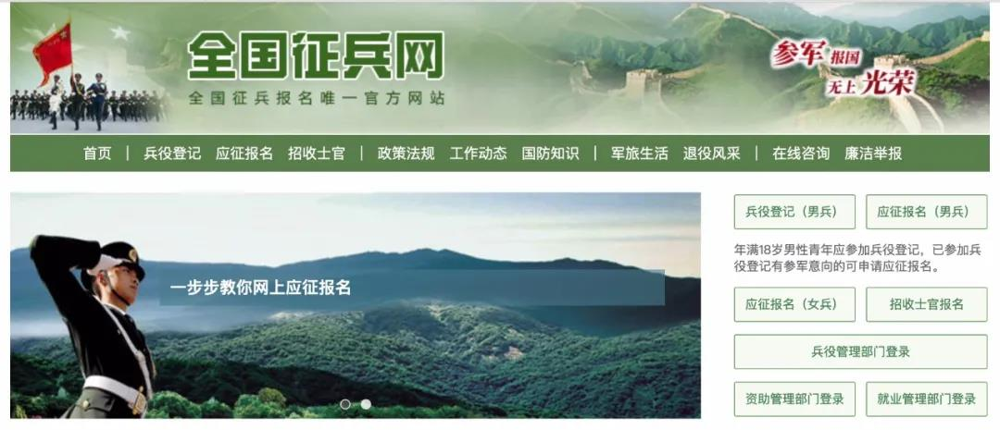 全国征兵网
全国征兵报名唯一官方网站
参军 报国
无上 光荣
首页 | 兵役登记 应征报名 招收士官 | 政策法规 工作动态 国防知识 | 军旅生活 退役风采 | 在线咨询 廉洁举报
一步步教你网上应征报名
兵役登记（男兵） 应征报名（男兵）
年满18岁男性青年应参加兵役登记，已参加兵
役登记有参军意向的可申请应征报名。
应征报名（女兵） 招收士官报名
兵役管理部门登录
资助管理部门登录 就业管理部门登录